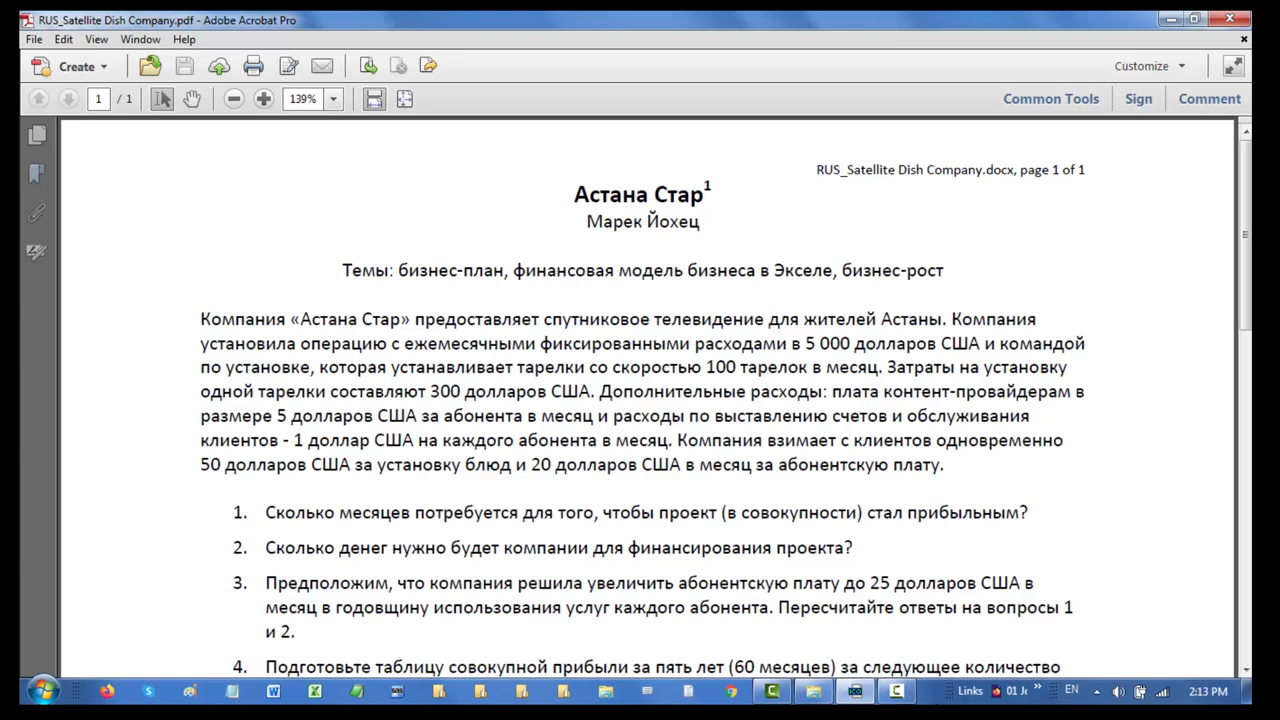 RUS_Satellite Dish Company.pdf - Adobe Acrobat Pro
File Edit View Window Help
Create Customize
1 / 1 139% Common Tools Sign Comment
RUS_Satellite Dish Company.docx, page 1 of 1
Астана Стар1
Марек Йохец
Темы: бизнес-план, финансовая модель бизнеса в Экселе, бизнес-рост
Компания «Астана Стар» предоставляет спутниковое телевидение для жителей Астаны. Компания
установила операцию с ежемесячными фиксированными расходами в 5 000 долларов США и командой
по установке, которая устанавливает тарелки со скоростью 100 тарелок в месяц. Затраты на установку
одной тарелки составляют 300 долларов США. Дополнительные расходы: плата контент-провайдерам в
размере 5 долларов США за абонента в месяц и расходы по выставлению счетов и обслуживания
клиентов - 1 доллар США на каждого абонента в месяц. Компания взимает с клиентов одновременно
50 долларов США за установку блюд и 20 долларов США в месяц за абонентскую плату.
1. Сколько месяцев потребуется для того, чтобы проект (в совокупности) стал прибыльным?
2. Сколько денег нужно будет компании для финансирования проекта?
3. Предположим, что компания решила увеличить абонентскую плату до 25 долларов США в
месяц в годовщину использования услуг каждого абонента. Пересчитайте ответы на вопросы 1
и 2.
4. Подготовьте таблицу совокупной прибыли за пять лет (60 месяцев) за следующее количество
Links 01 » EN 2:13 PM